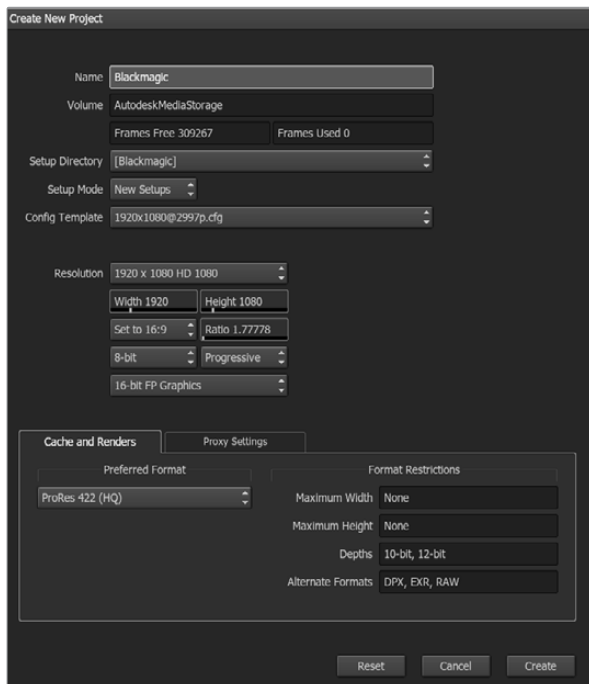 Create New Project
Name Blackmagic
Volume AutodeskMediaStorage
Frames Free 309267 Frames Used 0
Setup Directory [Blackmagic]
Setup Mode New Setups
Config Template 1920x1080@2997p.cfg
Resolution 1920 x 1080 HD 1080
Width 1920 Height 1080
Set to 16:9 Ratio 1.77778
8-bit Progressive
16-bit FP Graphics
Cache and Renders Proxy Settings
Preferred Format Format Restrictions
ProRes 422 (HQ) Maximum Width None
Maximum Height None
Depths 10-bit, 12-bit
Alternate Formats DPX, EXR, RAW
Reset Cancel Create